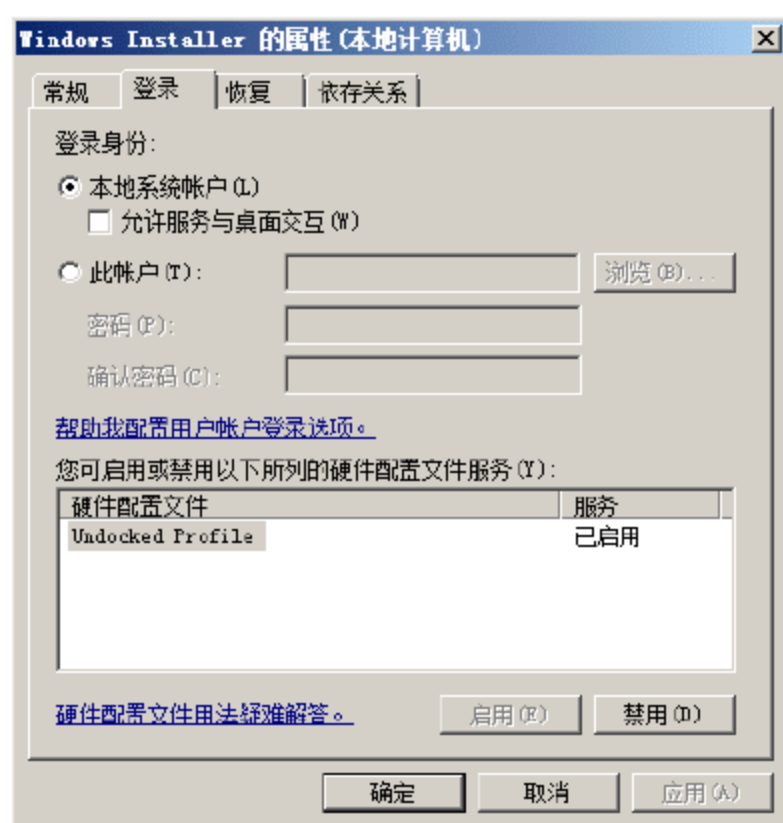 Windows Installer 的属性(本地计算机)
常规 登录 恢复 依存关系
登录身份:
本地系统帐户(L)
允许服务与桌面交互(W)
此帐户(T): 浏览(B)...
密码(P):
确认密码(C):
帮助我配置用户帐户登录选项。
您可启用或禁用以下所列的硬件配置文件服务(Y):
硬件配置文件 服务
Undocked Profile 已启用
硬件配置文件用法疑难解答。 启用(E) 禁用(D)
确定 取消 应用(A)